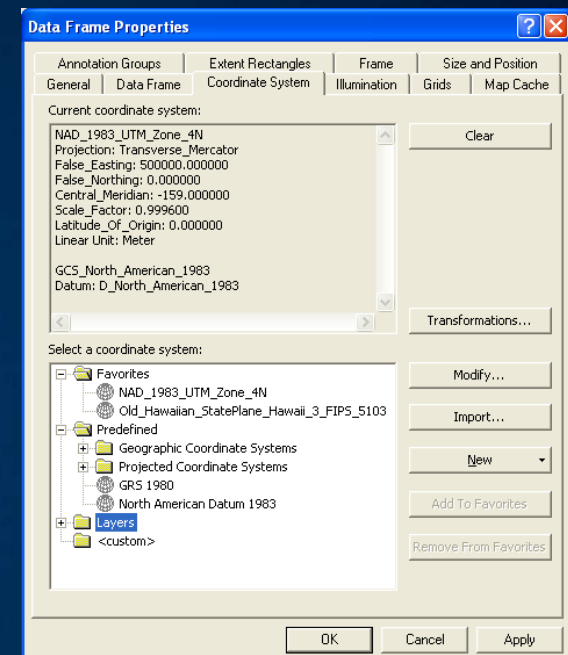 Data Frame Properties
Annotation Groups Extent Rectangles Frame Size and Position
General Data Frame Coordinate System Illumination Grids Map Cache
Current coordinate system:
NAD_1983_UTM_Zone_4N
Projection: Transverse_Mercator
False_Easting: 500000.000000
False_Northing: 0.000000
Central_Meridian: -159.000000
Scale_Factor: 0.999600
Latitude_Of_Origin: 0.000000
Linear Unit: Meter
GCS_North_American_1983
Datum: D_North_American_1983
Clear
Transformations...
Select a coordinate system:
Favorites
NAD_1983_UTM_Zone_4N
Old_Hawaiian_StatePlane_Hawaii_3_FIPS_5103
Predefined
Geographic Coordinate Systems
Projected Coordinate Systems
GRS 1980
North American Datum 1983
Layers
<custom>
Modify...
Import...
New
Add To Favorites
Remove From Favorites
OK Cancel Apply